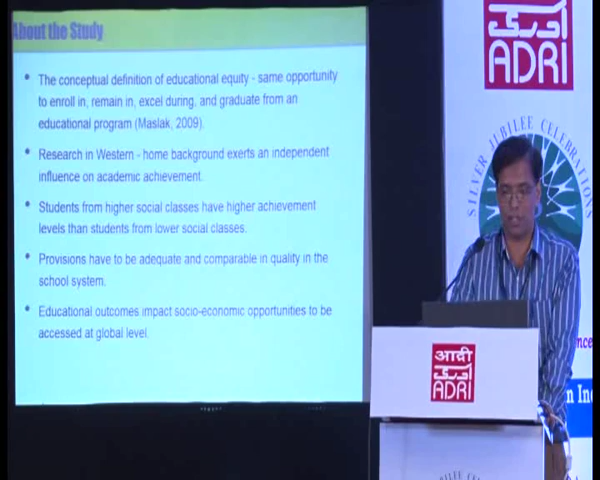 About the Study
• The conceptual definition of educational equity - same opportunity
to enroll in, remain in, excel during, and graduate from an
educational program (Maslak, 2009).
• Research in Western - home background exerts an independent
influence on academic achievement.
• Students from higher social classes have higher achievement
levels than students from lower social classes.
• Provisions have to be adequate and comparable in quality in the
school system.
• Educational outcomes impact socio-economic opportunities to be
accessed at global level.
ADRI
SILVER JUBILEE CELEBRATIONS
आद्री
ADRI